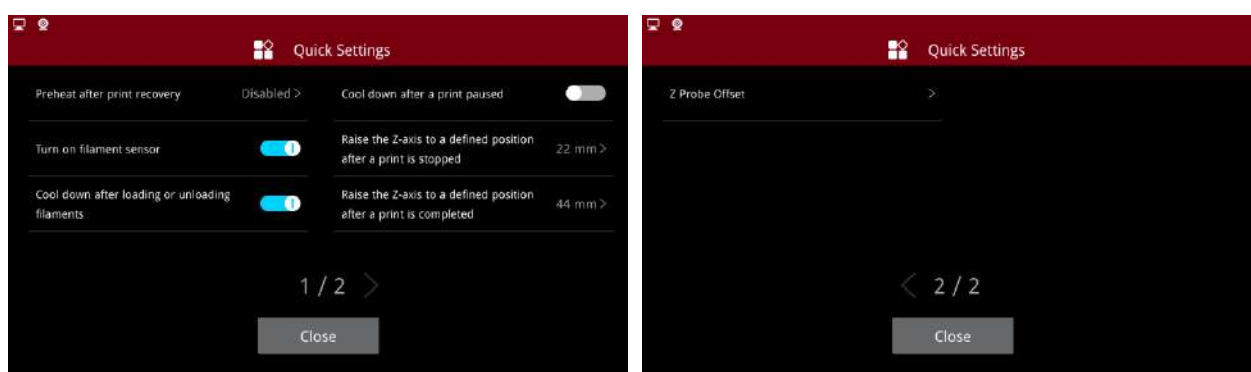 Quick Settings
Preheat after print recovery
Disabled >
Cool down after a print paused
Turn on filament sensor
Raise the Z-axis to a defined position
after a print is stopped
22 mm >
Cool down after loading or unloading
filaments
Raise the Z-axis to a defined position
after a print is completed
44 mm >
1 / 2 >
Close
Quick Settings
Z Probe Offset >
< 2 / 2
Close